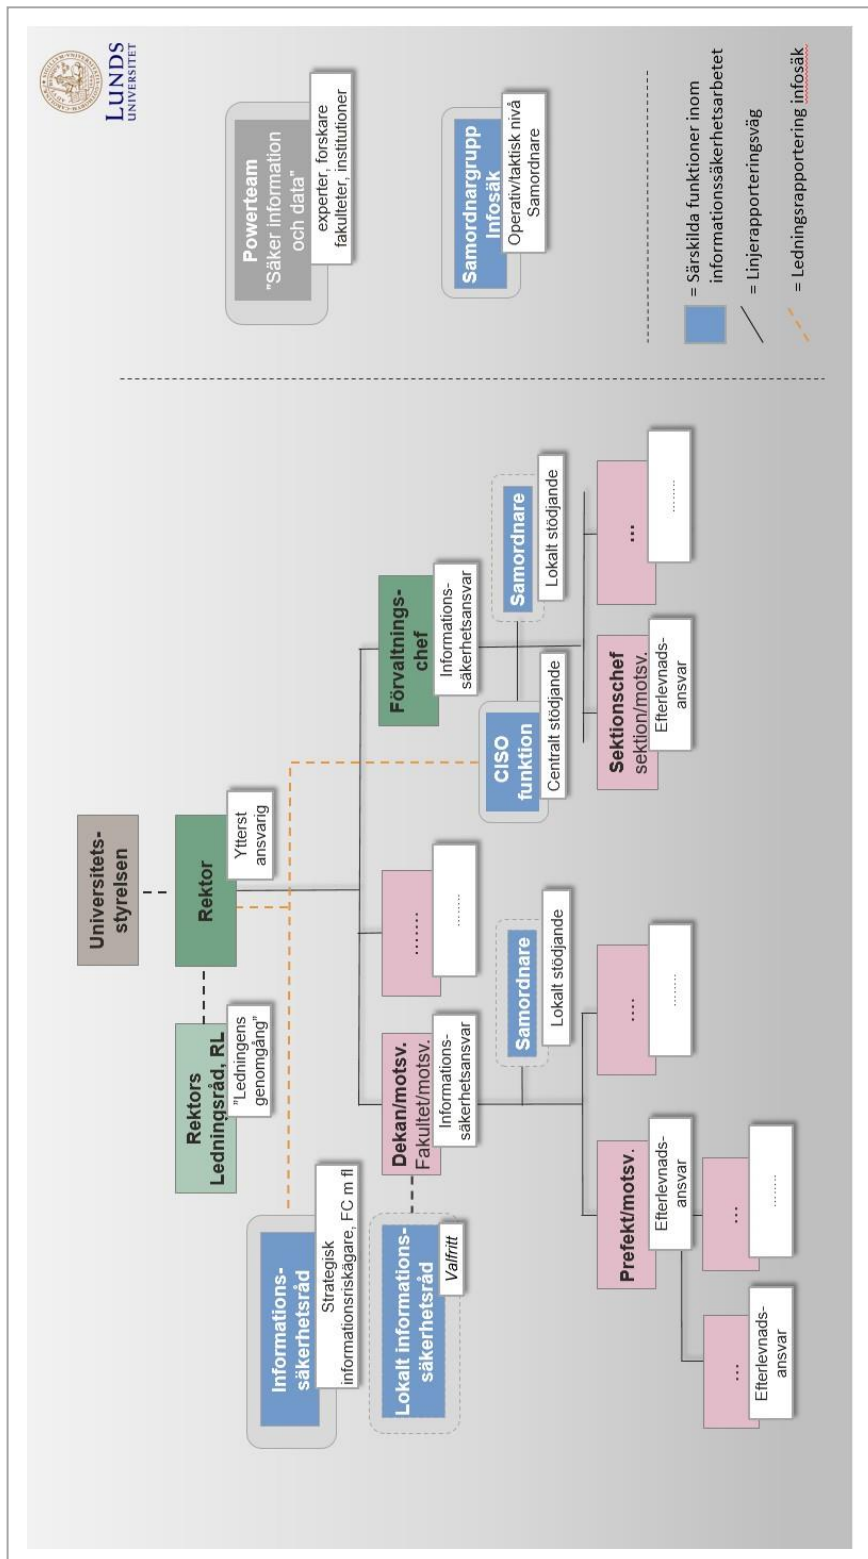 LUNDS
UNIVERSITET
Universitets-
styrelsen
Rektors
Ledningsråd, RL
"Ledningens
genomgång"
Rektor
Ytterst
ansvarig
Informations-
säkerhetsråd
Strategisk
informationsriskägare, FC m fl
Lokalt informations-
säkerhetsråd
Valfritt
Dekan/motsv.
Fakultet/motsv.
Informations-
säkerhetsansvar
.......
........
Förvaltnings-
chef
Informations-
säkerhetsansvar
Samordnare
Lokalt stödjande
CISO
funktion
Centralt stödjande
Samordnare
Lokalt stödjande
Prefekt/motsv.
Efterlevnads-
ansvar
....
........
Sektionschef
sektion/motsv.
Efterlevnads-
ansvar
...
........
...
Efterlevnads-
ansvar
...
........
Powerteam
"Säker information
och data"
experter, forskare
fakulteter, institutioner
Samordnargrupp
Infosäk
Operativ/taktisk nivå
Samordnare
= Särskilda funktioner inom
informationssäkerhetsarbetet
= Linjerapporteringsväg
= Ledningsrapportering infosäk